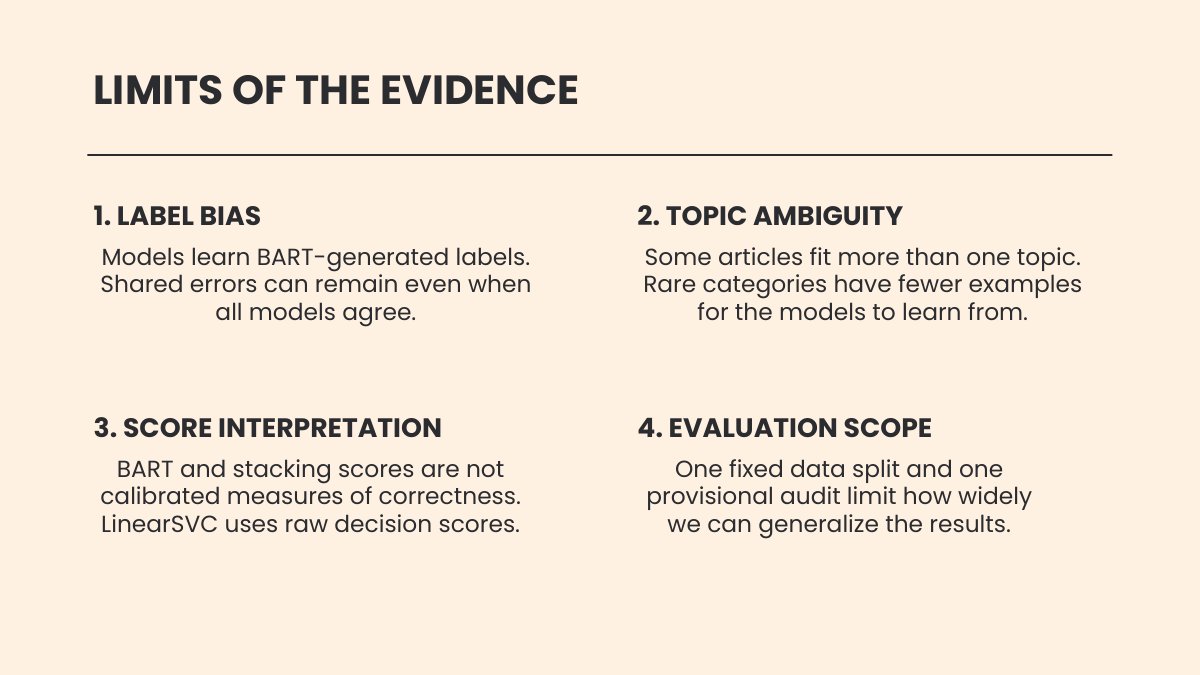 LIMITS OF THE EVIDENCE
1. LABEL BIAS
Models learn BART-generated labels.
Shared errors can remain even when
all models agree.
2. TOPIC AMBIGUITY
Some articles fit more than one topic.
Rare categories have fewer examples
for the models to learn from.
3. SCORE INTERPRETATION
BART and stacking scores are not
calibrated measures of correctness.
LinearSVC uses raw decision scores.
4. EVALUATION SCOPE
One fixed data split and one
provisional audit limit how widely
we can generalize the results.